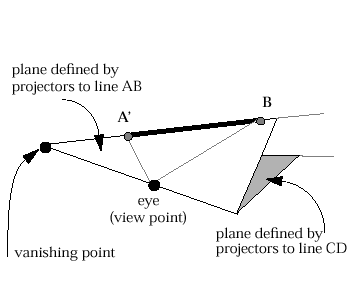 plane defined by
projectors to line AB
A'
B
eye
(view point)
plane defined by
projectors to line CD
vanishing point